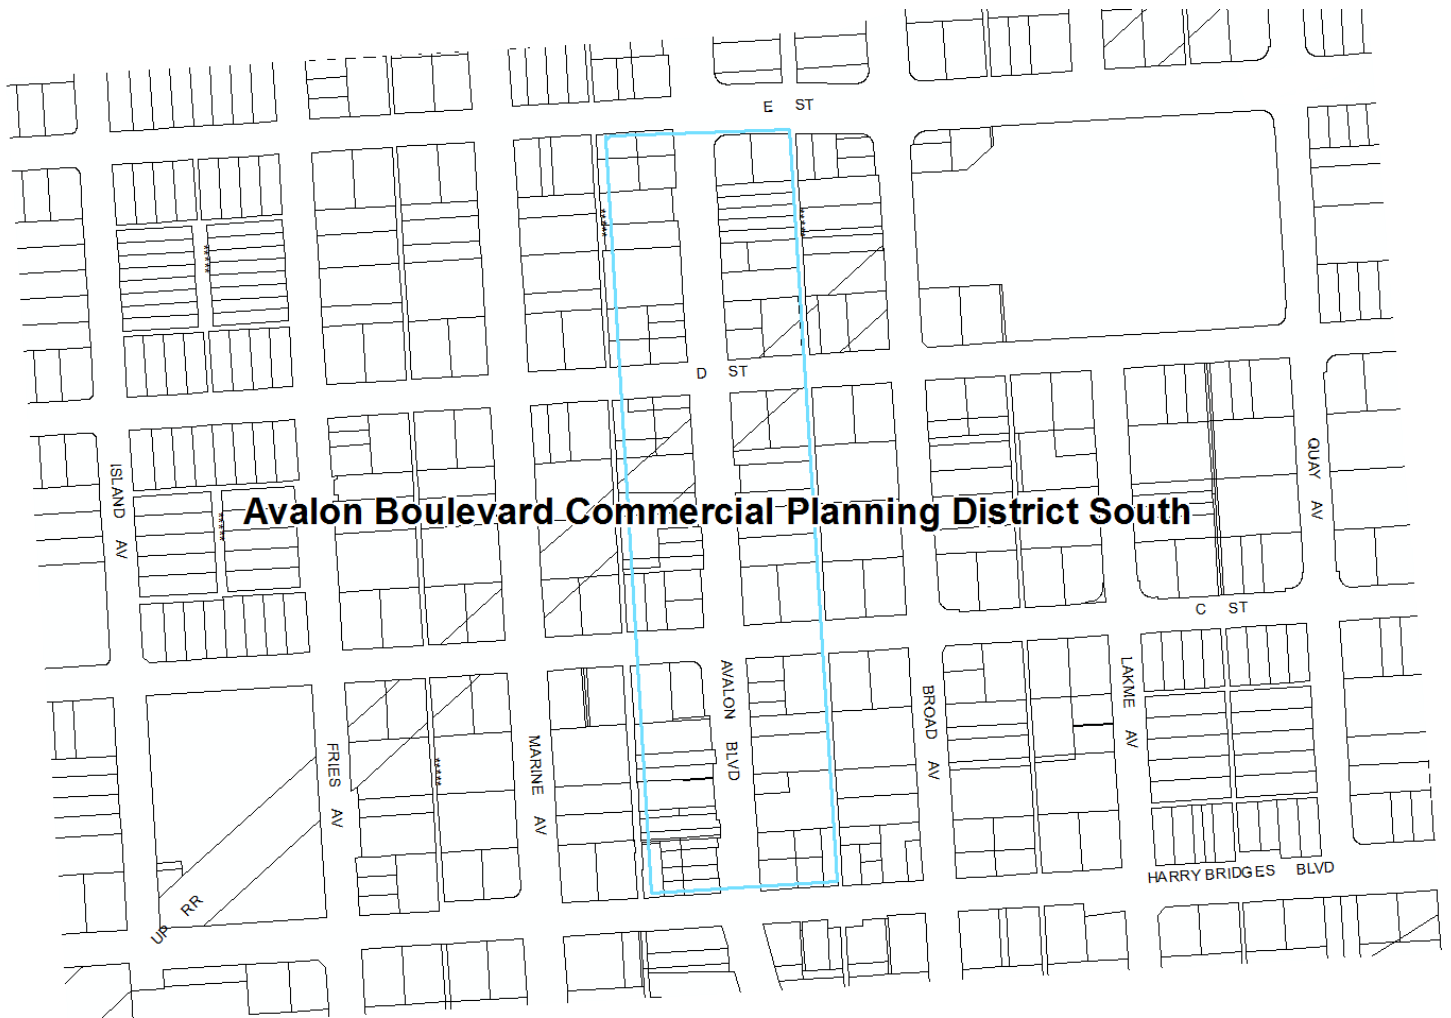 E ST
D ST
ISLAND AV
QUAY AV
Avalon Boulevard Commercial Planning District South
C ST
AVALON BLVD
LAKME AV
BROAD AV
MARINE AV
FRIES AV
HARRY BRIDGES BLVD
UP RR